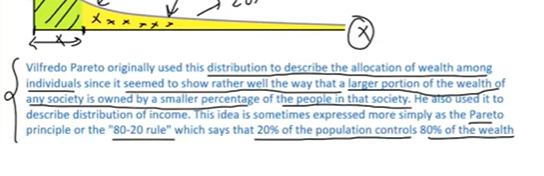 x
x
Vilfredo Pareto originally used this distribution to describe the allocation of wealth among
individuals since it seemed to show rather well the way that a larger portion of the wealth of
any society is owned by a smaller percentage of the people in that society. He also used it to
describe distribution of income. This idea is sometimes expressed more simply as the Pareto
principle or the "80-20 rule" which says that 20% of the population controls 80% of the wealth